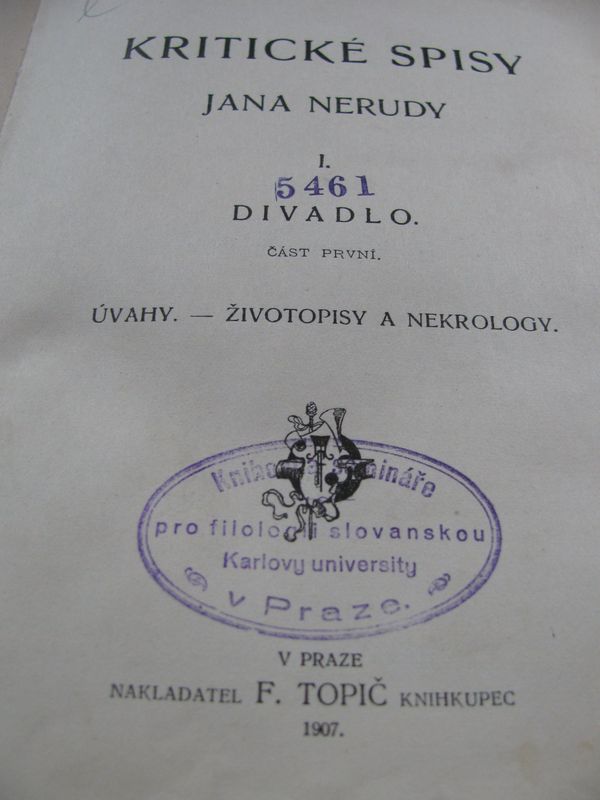 KRITICKÉ SPISY
JANA NERUDY
I.
5461
DIVADLO.
ČÁST PRVNÍ.
ÚVAHY. — ŽIVOTOPISY A NEKROLOGY.
pro filologii slovanskou
Karlovy university
v Praze.
V PRAZE
NAKLADATEL F. TOPIČ KNIHKUPEC
1907.